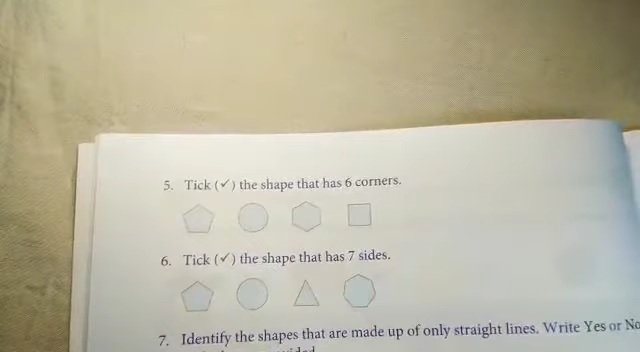 5. Tick (✓) the shape that has 6 corners.
6. Tick (✓) the shape that has 7 sides.
7. Identify the shapes that are made up of only straight lines. Write Yes or No